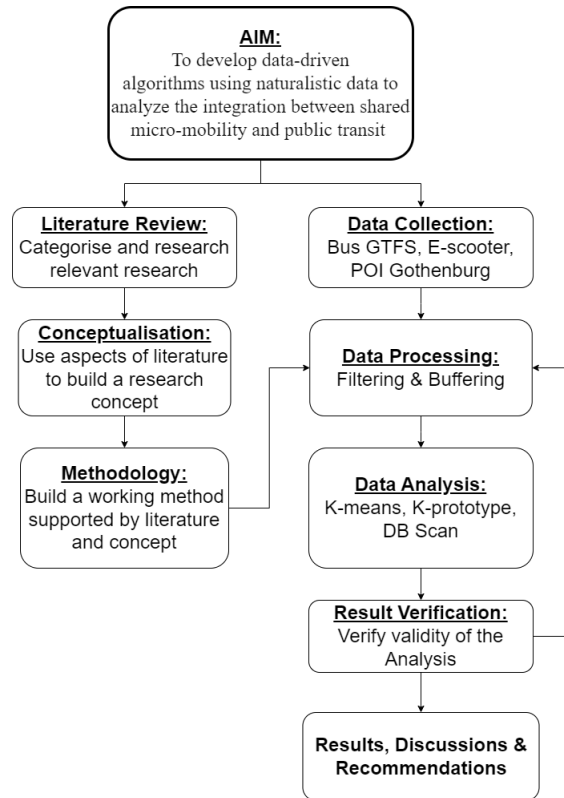 AIM:
To develop data-driven
algorithms using naturalistic data to
analyze the integration between shared
micro-mobility and public transit
Literature Review:
Categorise and research
relevant research
Conceptualisation:
Use aspects of literature
to build a research
concept
Methodology:
Build a working method
supported by literature
and concept
Data Collection:
Bus GTFS, E-scooter,
POI Gothenburg
Data Processing:
Filtering & Buffering
Data Analysis:
K-means, K-prototype,
DB Scan
Result Verification:
Verify validity of the
Analysis
Results, Discussions &
Recommendations